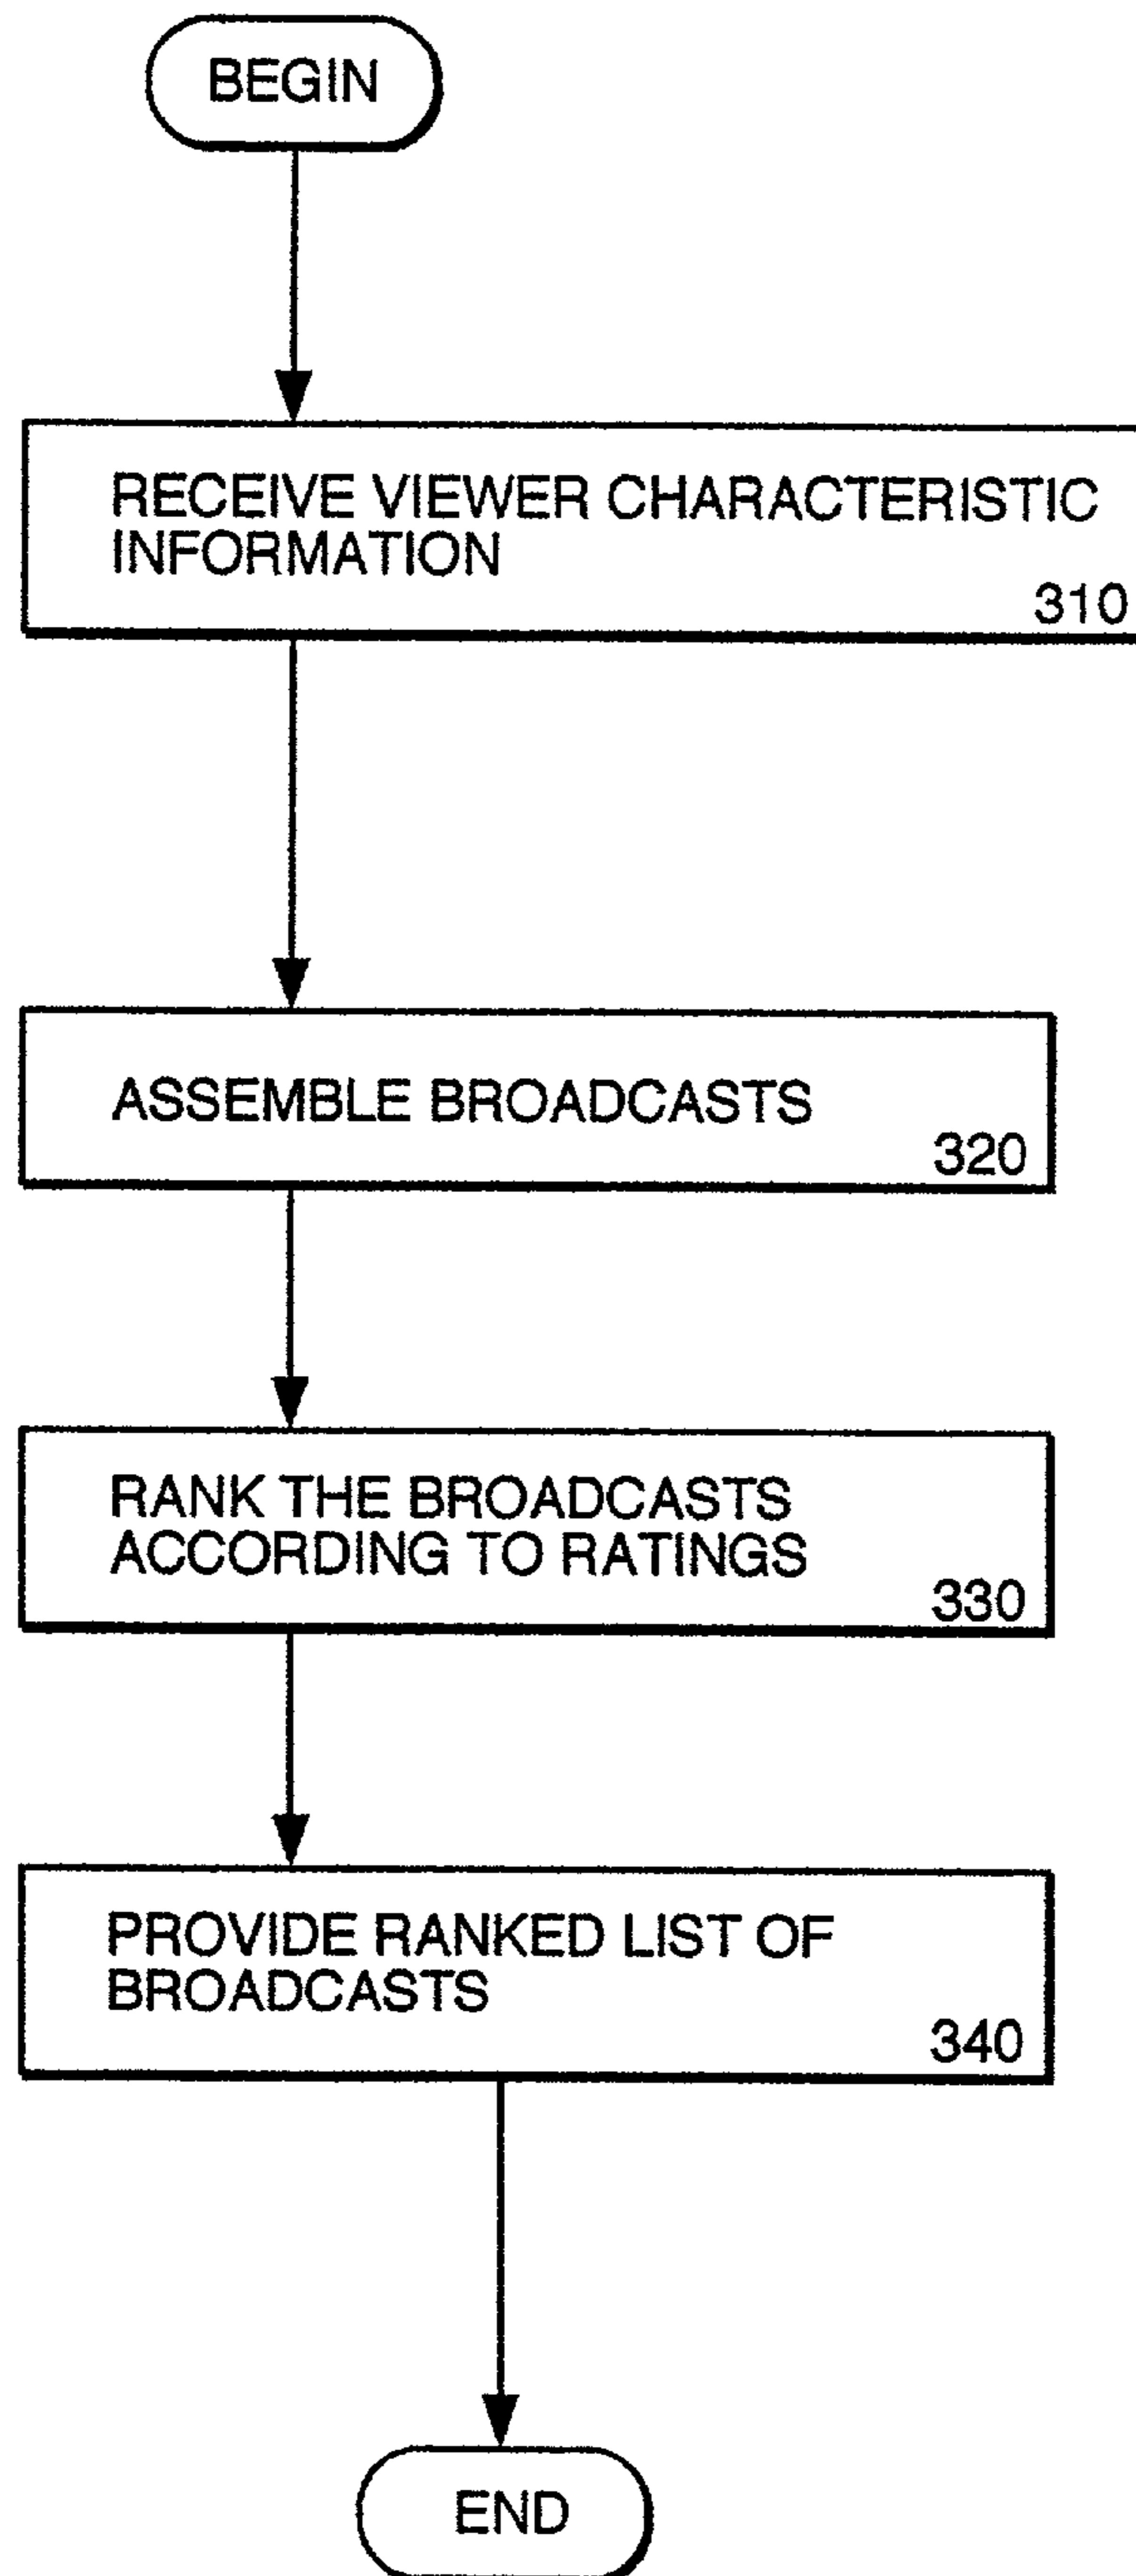 BEGIN
RECEIVE VIEWER CHARACTERISTIC
INFORMATION
310
ASSEMBLE BROADCASTS
320
RANK THE BROADCASTS
ACCORDING TO RATINGS
330
PROVIDE RANKED LIST OF
BROADCASTS
340
END